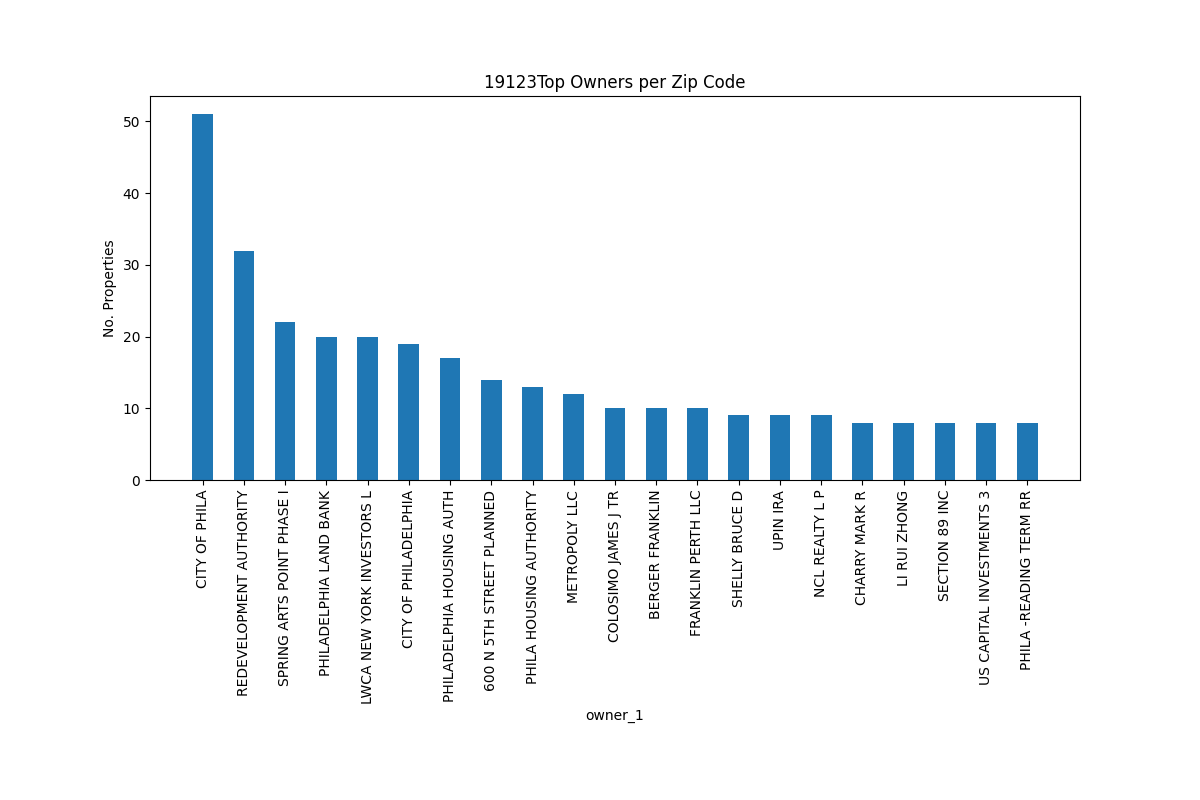 19123Top Owners per Zip Code
No. Properties
50
40
30
20
10
0
CITY OF PHILA
REDEVELOPMENT AUTHORITY
SPRING ARTS POINT PHASE I
PHILADELPHIA LAND BANK
LWCA NEW YORK INVESTORS L
CITY OF PHILADELPHIA
PHILADELPHIA HOUSING AUTH
600 N 5TH STREET PLANNED
PHILA HOUSING AUTHORITY
METROPOLY LLC
COLOSIMO JAMES J TR
BERGER FRANKLIN
FRANKLIN PERTH LLC
SHELLY BRUCE D
UPIN IRA
NCL REALTY L P
CHARRY MARK R
LI RUI ZHONG
SECTION 89 INC
US CAPITAL INVESTMENTS 3
PHILA -READING TERM RR
owner_1